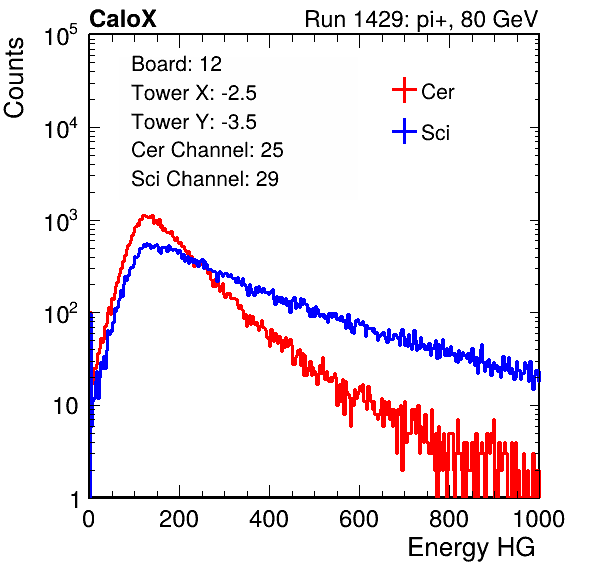 CaloX Run 1429: pi+, 80 GeV
Counts
Board: 12
Tower X: -2.5
Tower Y: -3.5
Cer Channel: 25
Sci Channel: 29
Cer
Sci
10^5
10^4
10^3
10^2
10
1
0 200 400 600 800 1000
Energy HG